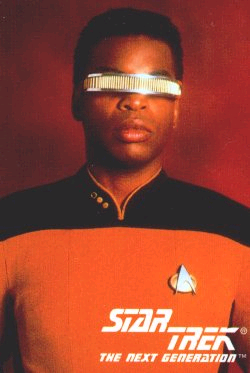 STAR
TREK®
THE NEXT GENERATION™